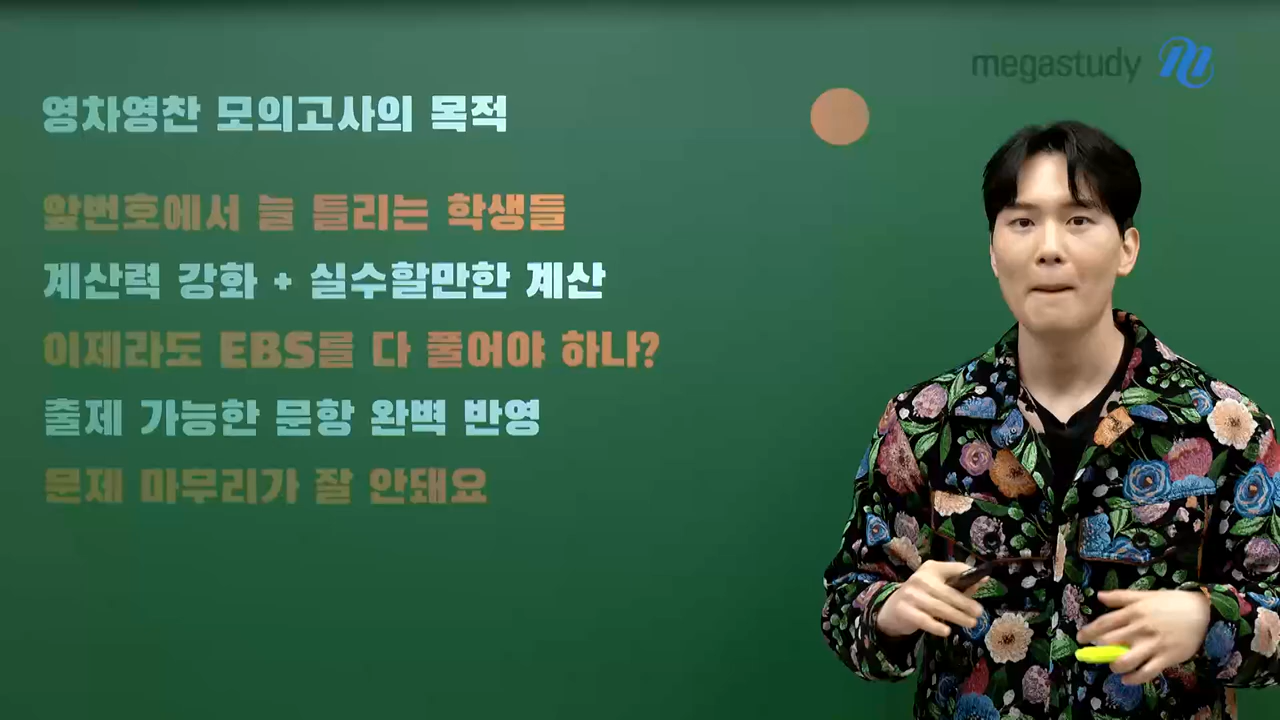 megastudy
영차영찬 모의고사의 목적
앞번호에서 늘 틀리는 학생들
계산력 강화 + 실수할만한 계산
이제라도 EBS를 다 풀어야 하나?
출제 가능한 문항 완벽 반영
문제 마무리가 잘 안돼요